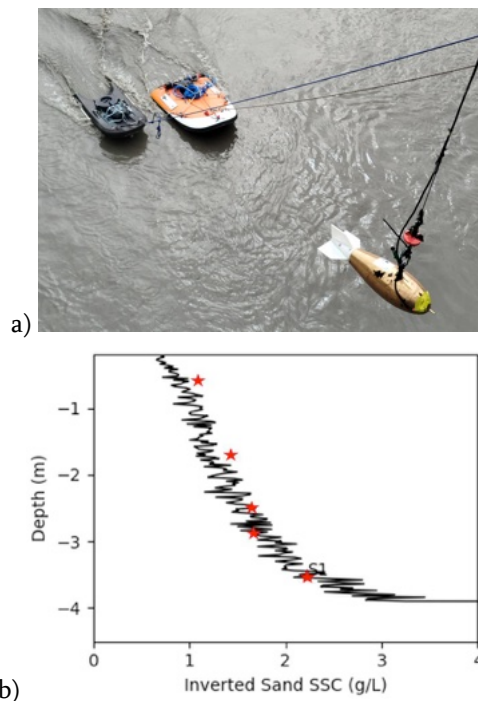 a)
−1
−2
−3
−4
Depth (m)
S1
0
1
2
3
4
Inverted Sand SSC (g/L)
b)